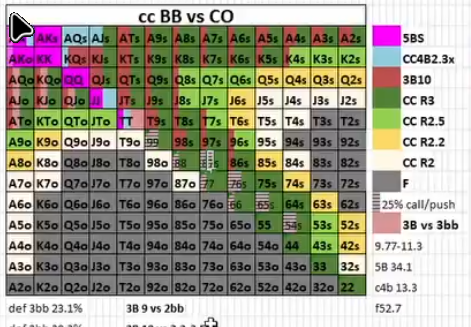 cc BB vs CO
AKs AQs AJs ATs A9s A8s A7s A6s A5s A4s A3s A2s
AKo KK KQs KJs KTs K9s K8s K7s K6s K5s K4s K3s K2s
AQo KQo QQ QJs QTs Q9s Q8s Q7s Q6s Q5s Q4s Q3s Q2s
AJo KJo QJo JJ JTs J9s J8s J7s J6s J5s J4s J3s J2s
ATo KTo QTo JTo TT T9s T8s T7s T6s T5s T4s T3s T2s
A9o K9o Q9o J9o T9o 99 98s 97s 96s 95s 94s 93s 92s
A8o K8o Q8o J8o T8o 98o 88 87s 86s 85s 84s 83s 82s
A7o K7o Q7o J7o T7o 97o 87o 77 76s 75s 74s 73s 72s
A6o K6o Q6o J6o T6o 96o 86o 76o 66 65s 64s 63s 62s
A5o K5o Q5o J5o T5o 95o 85o 75o 65o 55 54s 53s 52s
A4o K4o Q4o J4o T4o 94o 84o 74o 64o 54o 44 43s 42s
A3o K3o Q3o J3o T3o 93o 83o 73o 63o 53o 43o 33 32s
A2o K2o Q2o J2o T2o 92o 82o 72o 62o 52o 42o 32o 22
5BS
CC4B2.3x
3B10
CC R3
CC R2.5
CC R2.2
CC R2
F
25% call/push
3B vs 3bb
9.77-11.3
5B 34.1
c4b 13.3
f52.7
def 3bb 23.1% 3B 9 vs 2bb